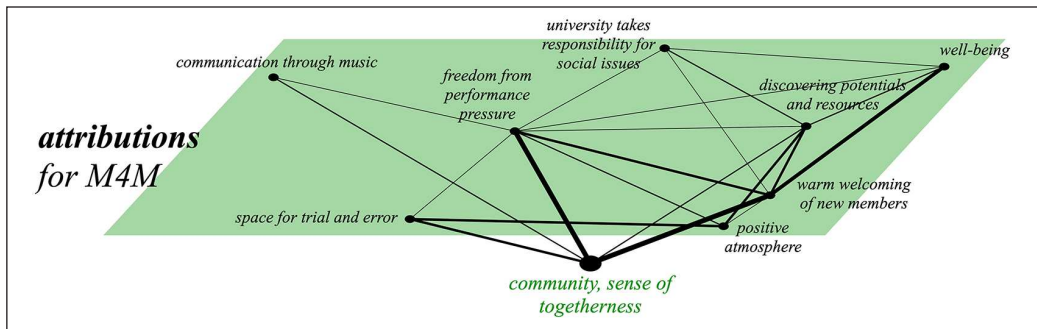 university takes
responsibility for
social issues
well-being
communication through music
freedom from
performance
pressure
discovering potentials
and resources
attributions
for M4M
warm welcoming
of new members
space for trial and error
positive
atmosphere
community, sense of
togetherness